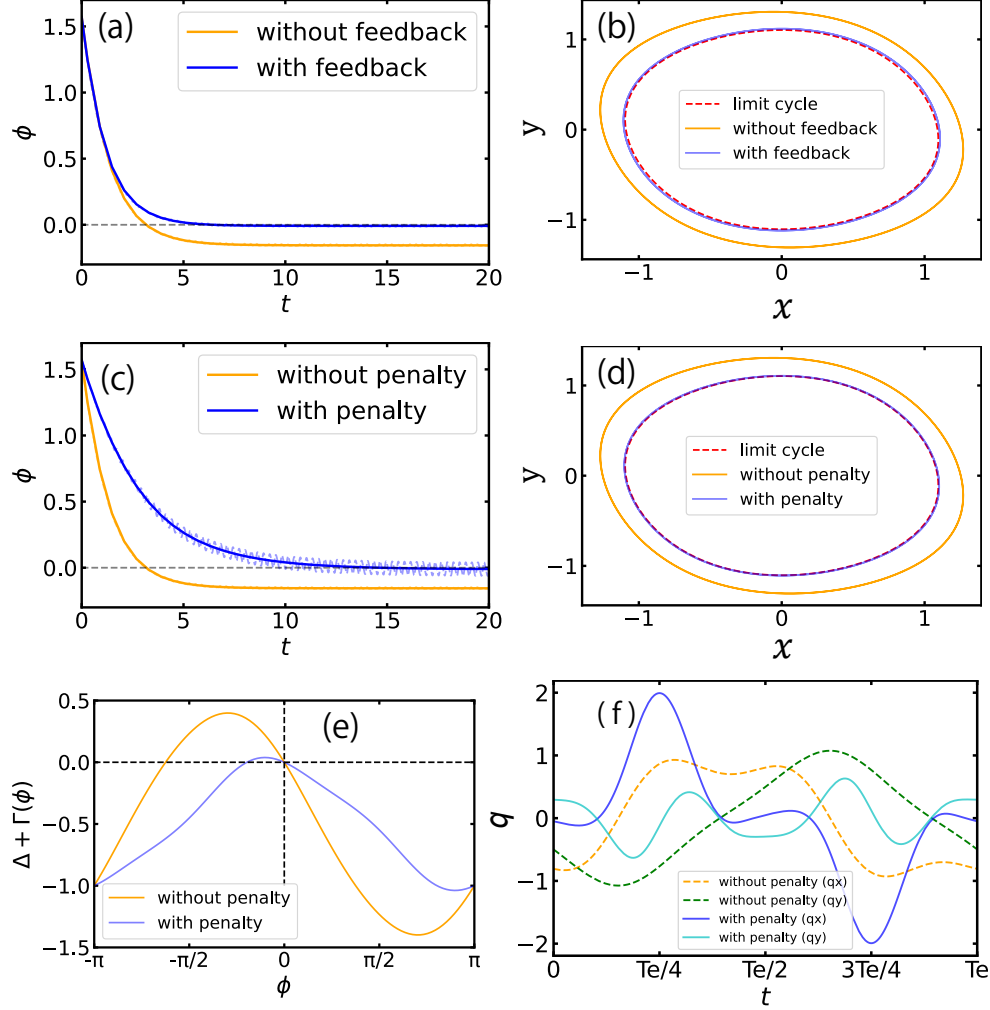 (a)
without feedback
with feedback
ϕ
1.5
1.0
0.5
0.0
0
5
10
15
20
t
(b)
limit cycle
without feedback
with feedback
y
1
0
−1
−1
0
1
x
(c)
without penalty
with penalty
ϕ
1.5
1.0
0.5
0.0
0
5
10
15
20
t
(d)
limit cycle
without penalty
with penalty
y
1
0
−1
−1
0
1
x
(e)
Δ + Γ(ϕ)
0.5
0.0
−0.5
−1.0
−1.5
without penalty
with penalty
-π
-π/2
0
π/2
π
ϕ
(f)
q
2
1
0
−1
−2
without penalty (qx)
without penalty (qy)
with penalty (qx)
with penalty (qy)
0
Te/4
Te/2
3Te/4
Te
t